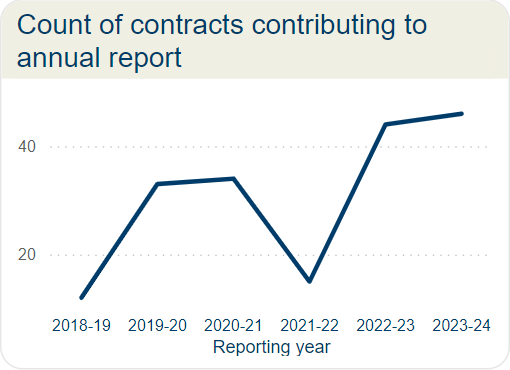 Count of contracts contributing to
annual report
40
20
2018-19 2019-20 2020-21 2021-22 2022-23 2023-24
Reporting year